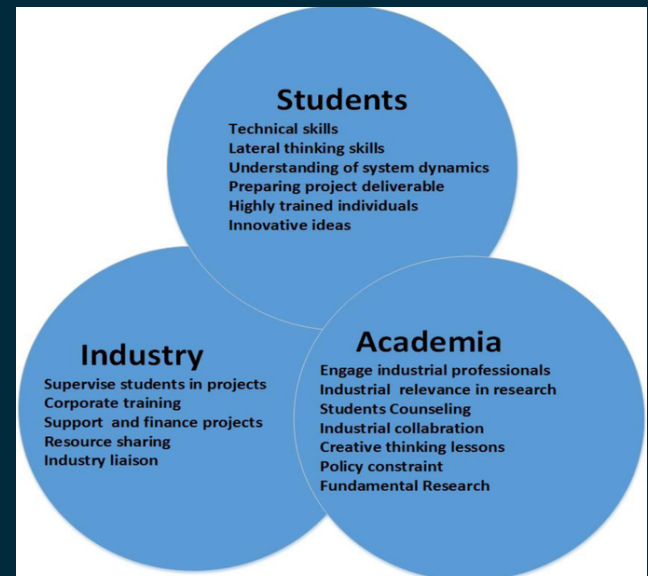 Students
Technical skills
Lateral thinking skills
Understanding of system dynamics
Preparing project deliverable
Highly trained individuals
Innovative ideas
Industry
Supervise students in projects
Corporate training
Support and finance projects
Resource sharing
Industry liaison
Academia
Engage industrial professionals
Industrial relevance in research
Students Counseling
Industrial collabration
Creative thinking lessons
Policy constraint
Fundamental Research